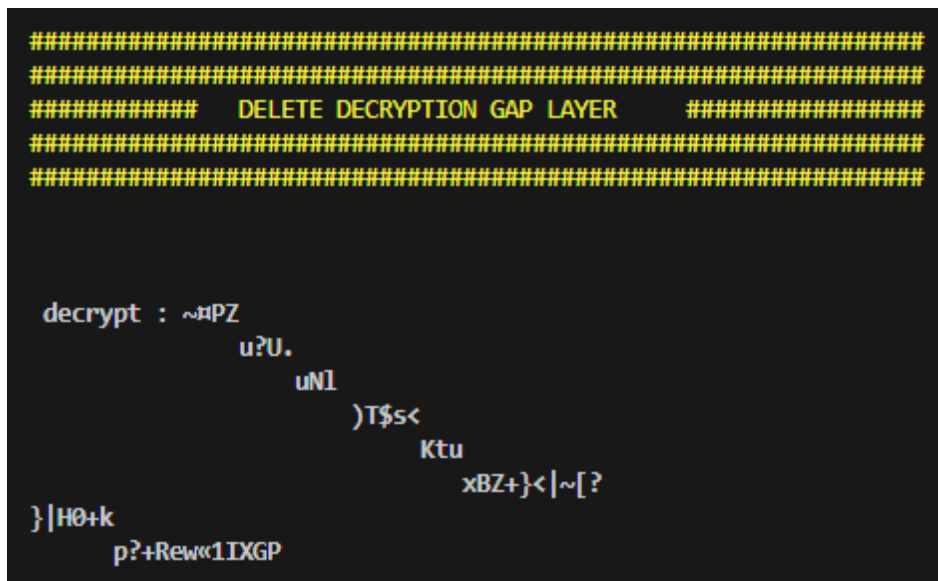 ###############################################################
###############################################################
############   DELETE DECRYPTION GAP LAYER     #################
###############################################################
###############################################################
decrypt : ~¤PZ
u?U.
uNl
)T$s<
Ktu
xBZ+}<|~[?
}|H0+k
p?+Rew«1IXGP